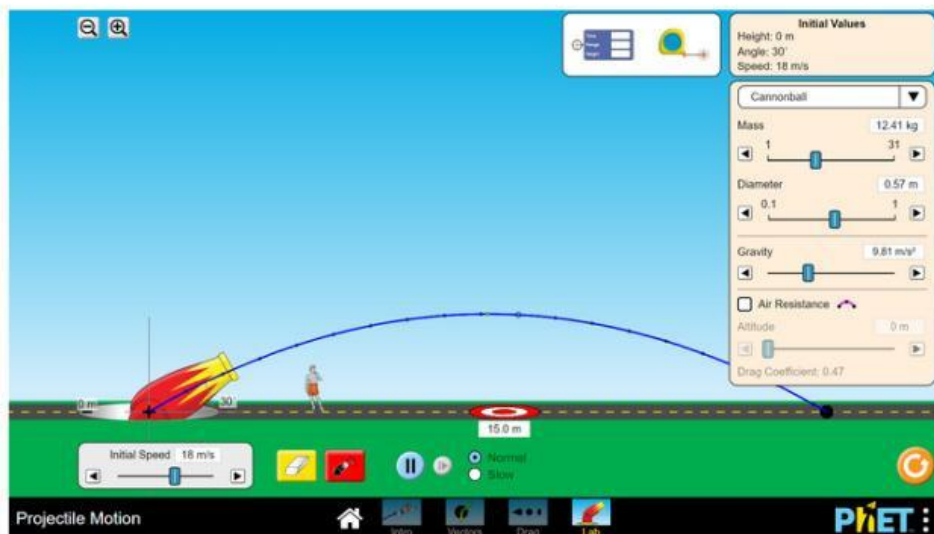 Initial Values
Height: 0 m
Angle: 30°
Speed: 18 m/s
Cannonball
Mass 12.41 kg
1 31
Diameter 0.57 m
0.1 1
Gravity 9.81 m/s²
Air Resistance
Altitude 0 m
Drag Coefficient: 0.47
0 m
30°
15.0 m
Initial Speed 18 m/s
Normal
Slow
Projectile Motion
Intro
Vectors
Drag
Lab
PhET